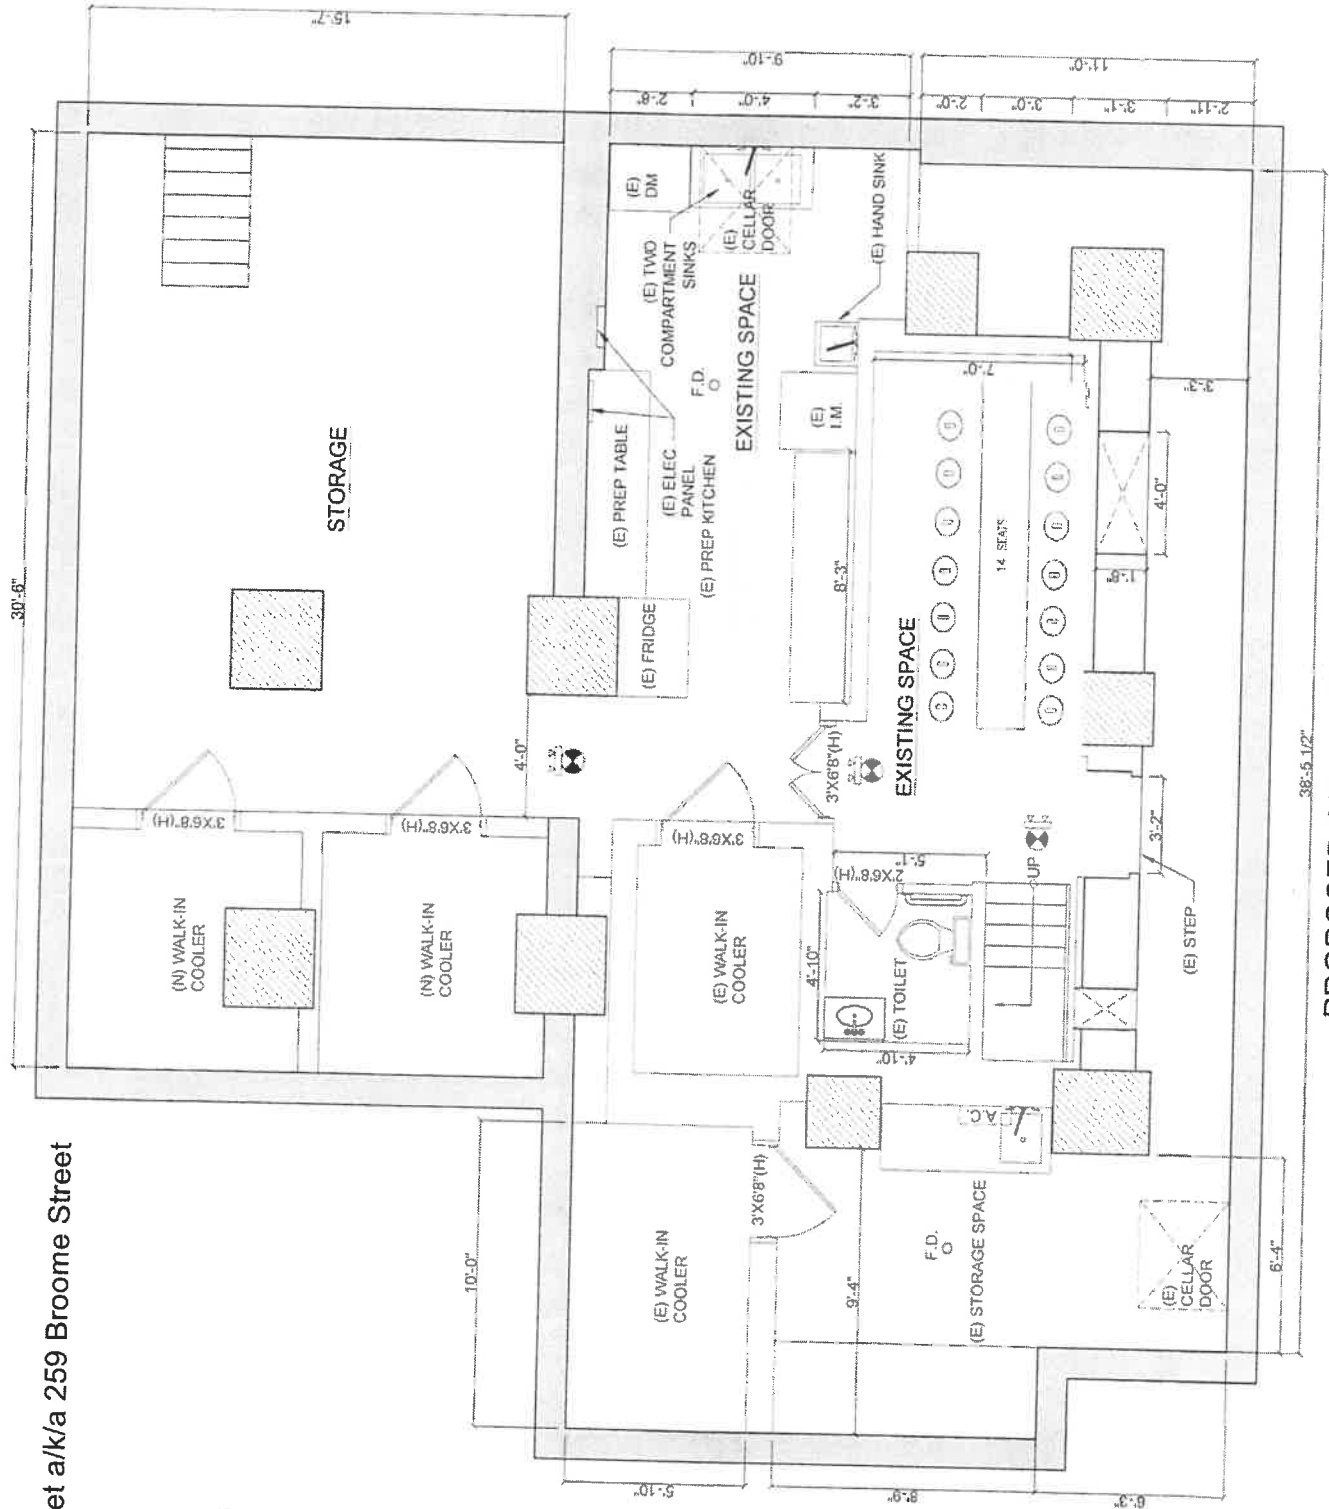 et a/k/a 259 Broome Street
30'-6"
15'-7"
STORAGE
(N) WALK-IN
COOLER
3'X6'8"(H)
(N) WALK-IN
COOLER
3'X6'8"(H)
4'-0"
(E) FRIDGE
(E) PREP TABLE
(E) ELEC
PANEL
(E) PREP KITCHEN
F.D.
(E) TWO
COMPARTMENT
SINKS
(E)
DM
(E)
CELLAR
DOOR
EXISTING SPACE
(E) HAND SINK
(E)
I.M.
2'-8"
4'-0"
3'-2"
9'-10"
2'-0"
3'-0"
3'-1"
2'-11"
11'-0"
10'-0"
(E) WALK-IN
COOLER
3'X6'8"(H)
(E) WALK-IN
COOLER
3'X6'8"(H)
3'X6'8"(H)
8'-3"
7'-0"
EXISTING SPACE
14 SEATS
5'-1"
2'X6'8"(H)
4'-10"
4'-10"
(E) TOILET
UP
A.C.
9'-4"
F.D.
(E) STORAGE SPACE
(E)
CELLAR
DOOR
6'-4"
(E) STEP
3'-2"
1'-8"
4'-0"
3'-3"
5'-10"
8'-9"
6'-3"
38'-5 1/2"